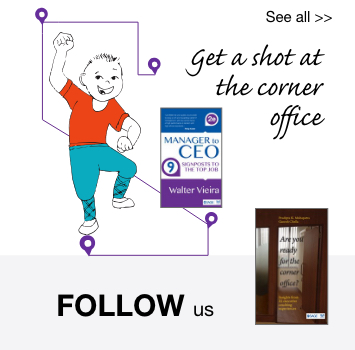 See all >>
Get a shot at
the corner
office
2e
MANAGER to
CEO
9 SIGNPOSTS TO
THE TOP JOB
Walter Vieira
Are you
ready
for the
corner
office?
FOLLOW us